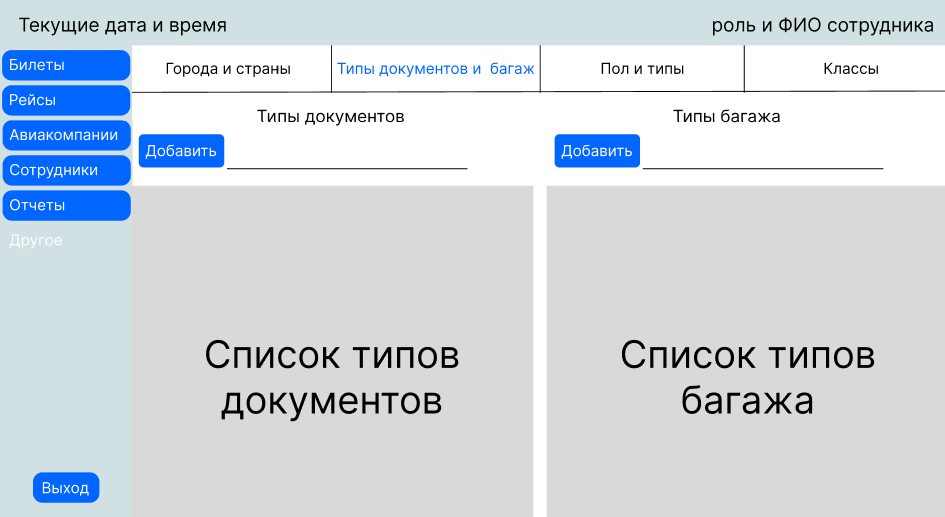 Текущие дата и время
роль и ФИО сотрудника
Билеты
Рейсы
Авиакомпании
Сотрудники
Отчеты
Другое
Выход
Города и страны
Типы документов и багаж
Пол и типы
Классы
Типы документов
Добавить
Список типов
документов
Типы багажа
Добавить
Список типов
багажа